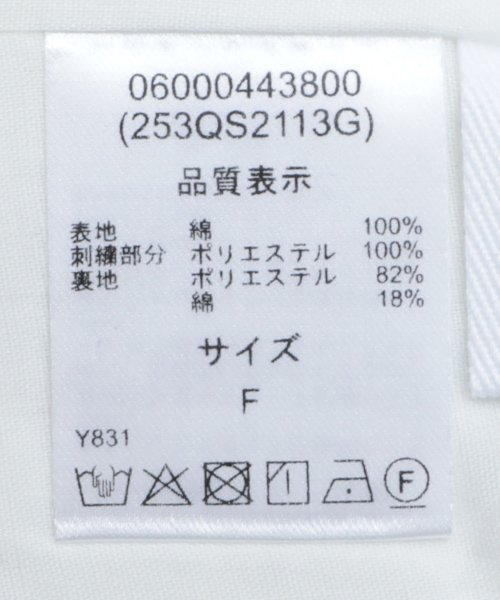 06000443800
(253QS2113G)
品質表示
表地 綿 100%
刺繍部分 ポリエステル 100%
裏地 ポリエステル 82%
綿 18%
サイズ
F
Y831
F